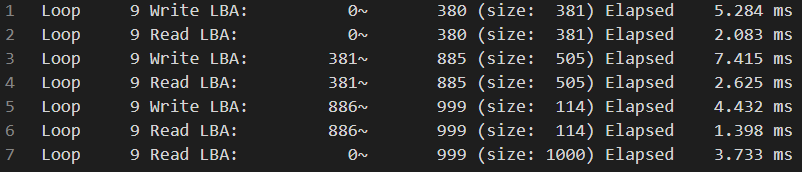 1 Loop 9 Write LBA: 0~ 380 (size: 381) Elapsed 5.284 ms
2 Loop 9 Read LBA: 0~ 380 (size: 381) Elapsed 2.083 ms
3 Loop 9 Write LBA: 381~ 885 (size: 505) Elapsed 7.415 ms
4 Loop 9 Read LBA: 381~ 885 (size: 505) Elapsed 2.625 ms
5 Loop 9 Write LBA: 886~ 999 (size: 114) Elapsed 4.432 ms
6 Loop 9 Read LBA: 886~ 999 (size: 114) Elapsed 1.398 ms
7 Loop 9 Read LBA: 0~ 999 (size: 1000) Elapsed 3.733 ms